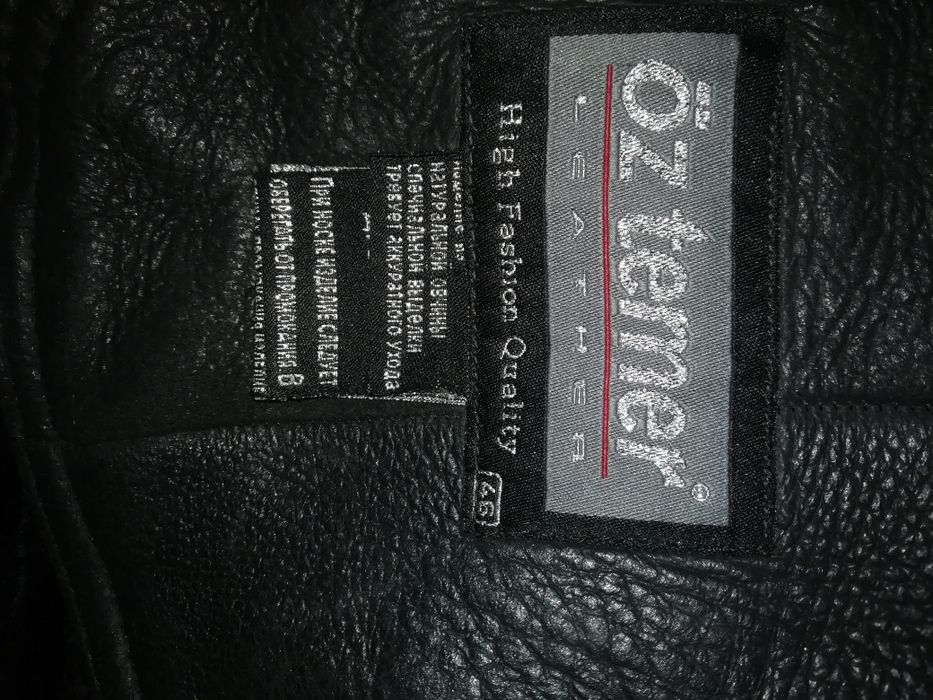 öz temer®
LEATHER
High Fashion Quality 46
НАТУРАЛЬНОЙ ОВЧИНЫ
СПЕЧИАЛЬНОЙ ВЫДЕЛКИ
ТРЕБУЕТ АККУРАТНОГО УХОДА
ПРИ НОСКЕ ИЗДЕЛИЕ СЛЕДУЕТ
ОБЕРЕГАТЬ ОТ ПРОМОКАНИЯ В